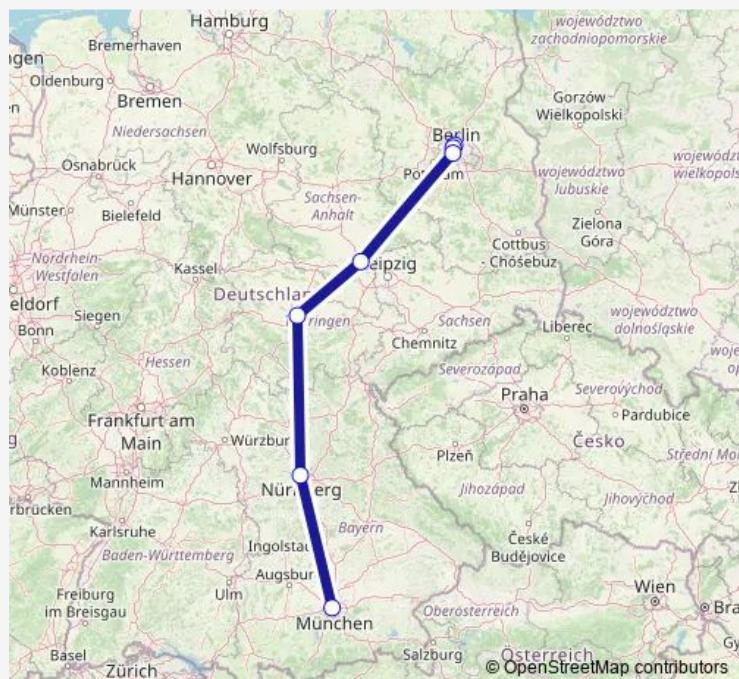 Hamburg
województwo
zachodniopomorskie
Bremerhaven
Oldenburg
Bremen
Gorzów
Wielkopolski
Berlin
Niedersachsen
Wolfsburg
Hannover
Osnabrück
województwo
lubuskie
Sachsen-
Anhalt
Münster
Bielefeld
Zielona
Góra
Cottbus
- Chóśebuz
Nordrhein-
Westfalen
Kassel
Siegen
Bonn
Sachsen
województwo
dolnośląskie
Liberec
Chemnitz
Koblenz
Hessen
Severozápad
Severovýchod
Praha
Pardubice
Frankfurt am
Main
Würzburg
Česko
Plzeň
Střední
Mannheim
Jihozápad
Jihovýchod
Karlsruhe
Bayern
České
Budějovice
Baden-Württemberg
Augsburg
Ulm
Freiburg
im Breisgau
München
Oberösterreich
Wien
Salzburg
Basel
Zürich
Österreich
© OpenStreetMap contributors